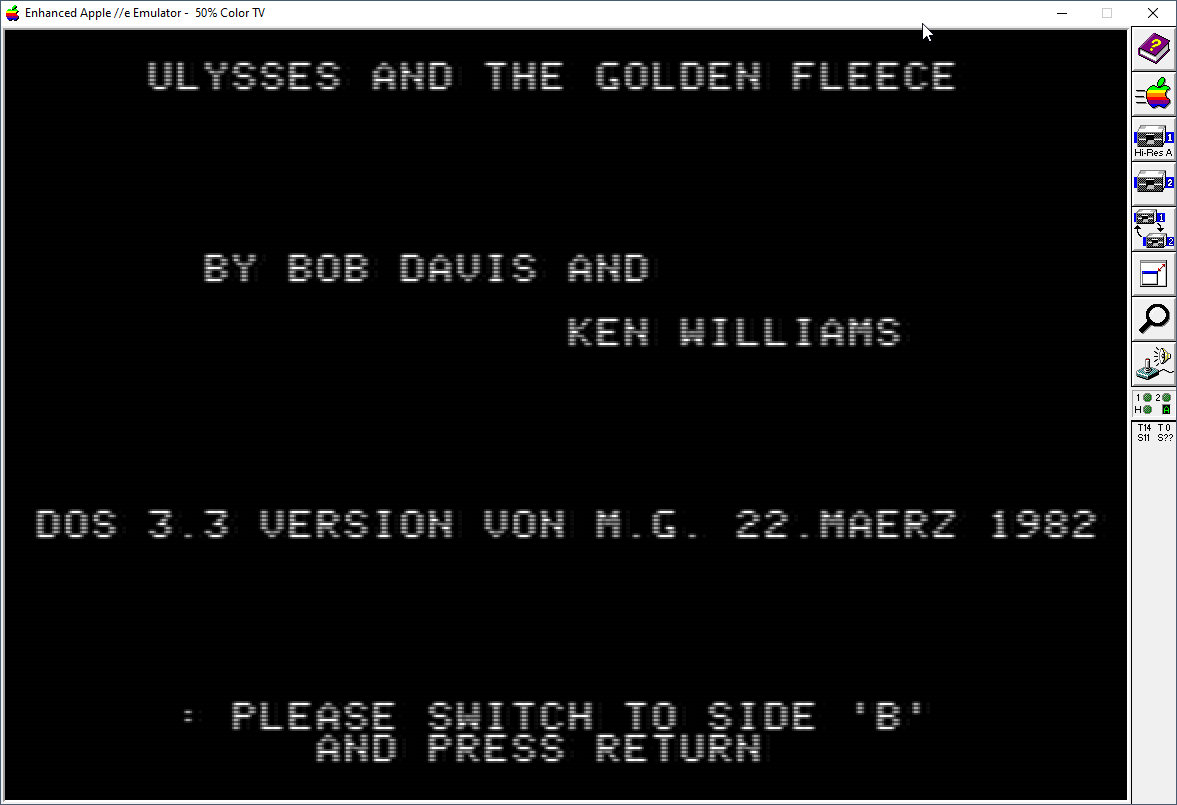 Enhanced Apple //e Emulator - 50% Color TV
ULYSSES AND THE GOLDEN FLEECE
BY BOB DAVIS AND
KEN WILLIAMS
DOS 3.3 VERSION VON M.G. 22.MAERZ 1982
: PLEASE SWITCH TO SIDE 'B'
AND PRESS RETURN
?
1
Hi-Res A
2
1
2
1 2
H A
T14 T0
S11 S??